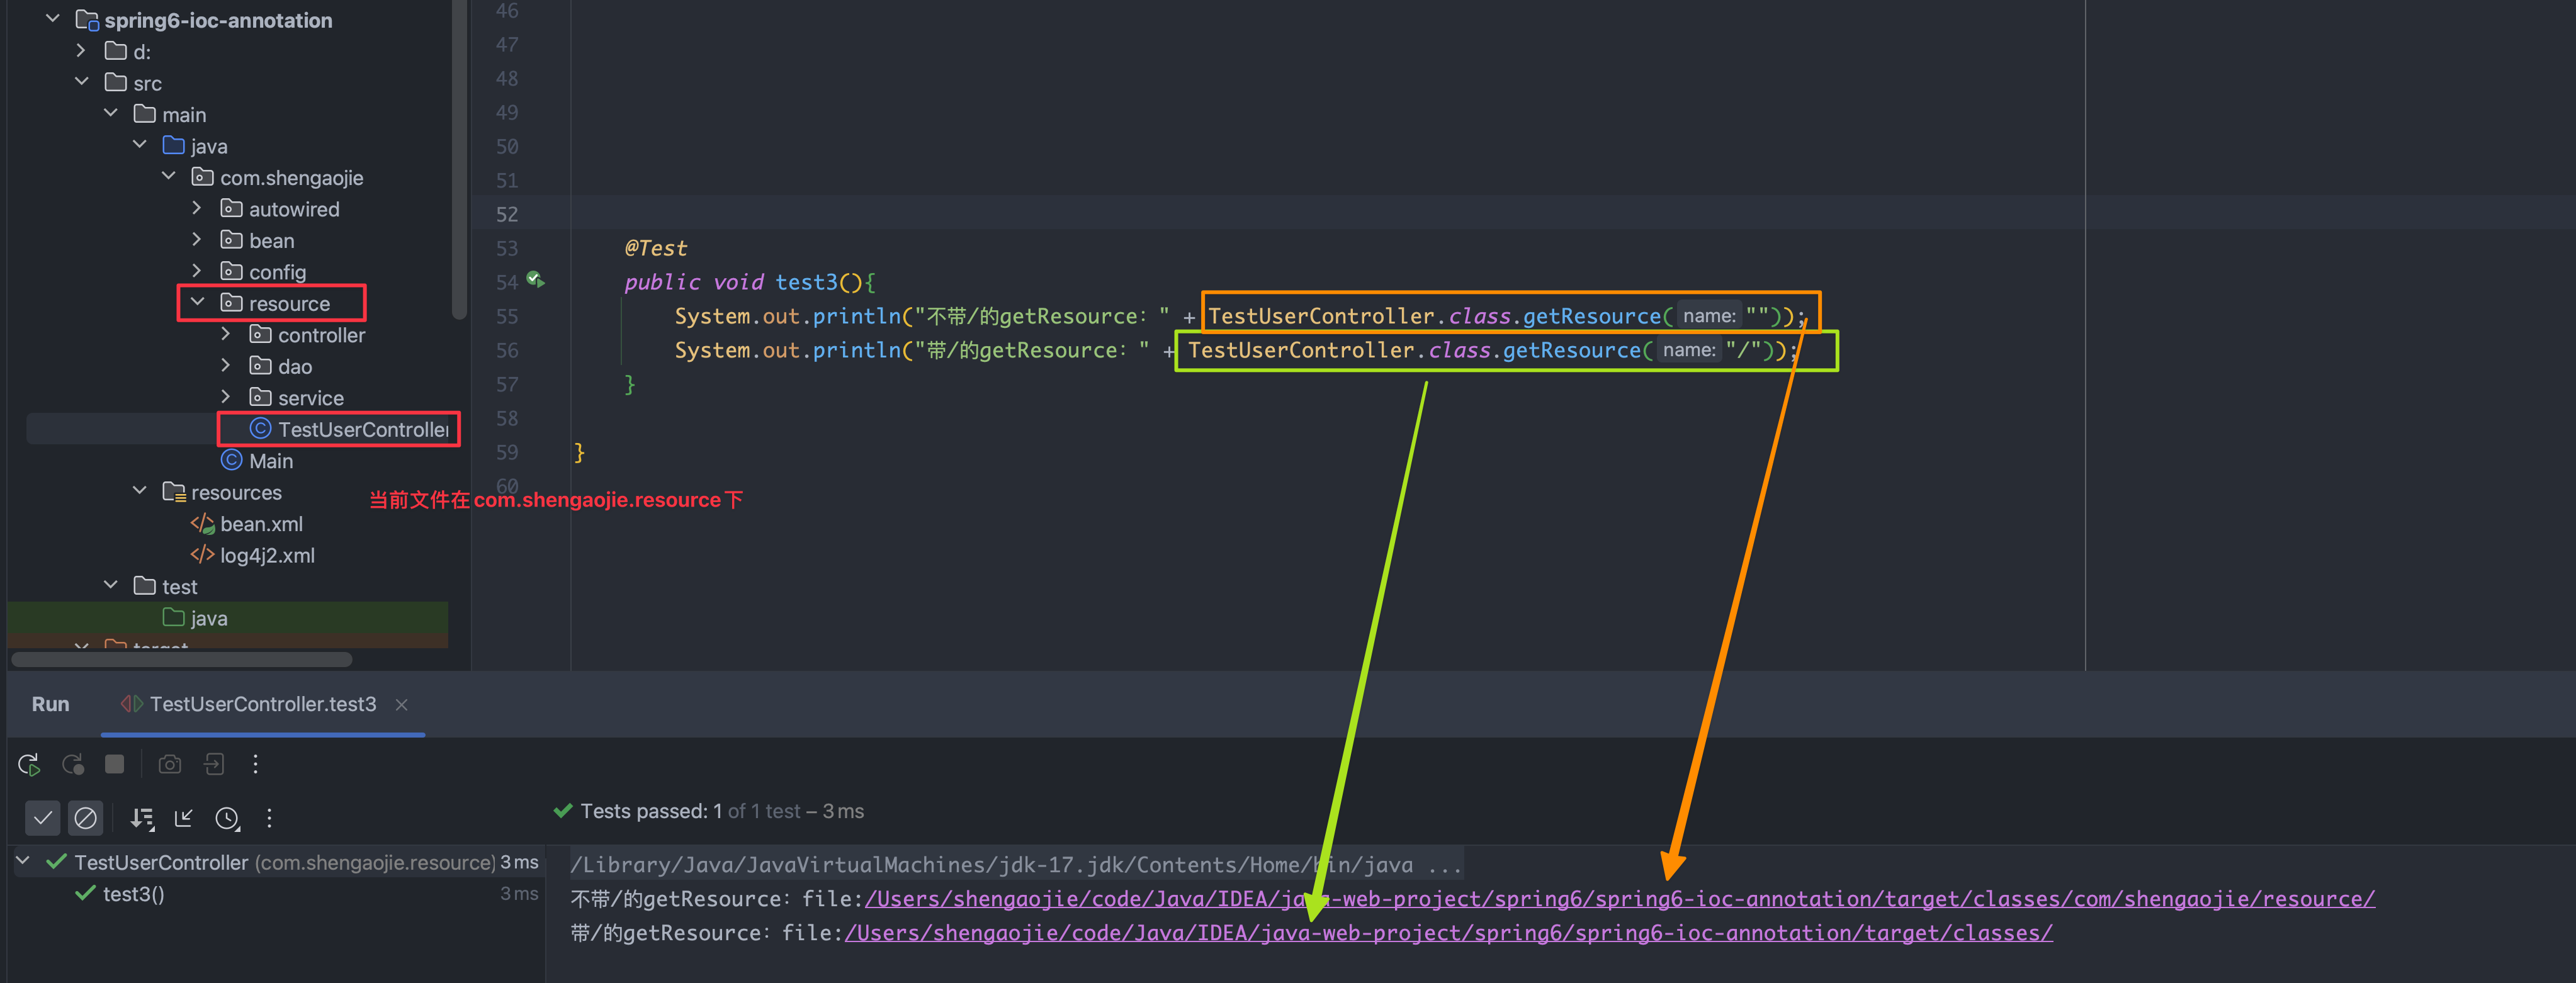 spring6-ioc-annotation
d:
src
main
java
com.shengaojie
autowired
bean
config
resource
controller
dao
service
TestUserController
Main
resources
bean.xml
log4j2.xml
test
java
target
当前文件在 com.shengaojie.resource 下
46
47
48
49
50
51
52
53 @Test
54 public void test3(){
55 System.out.println("不带/的getResource：" + TestUserController.class.getResource( name: ""));
56 System.out.println("带/的getResource：" + TestUserController.class.getResource( name: "/"));
57 }
58
59 }
60
Run TestUserController.test3
Tests passed: 1 of 1 test – 3 ms
TestUserController (com.shengaojie.resource) 3 ms
test3() 3 ms
/Library/Java/JavaVirtualMachines/jdk-17.jdk/Contents/Home/bin/java ...
不带/的getResource：file:/Users/shengaojie/code/Java/IDEA/java-web-project/spring6/spring6-ioc-annotation/target/classes/com/shengaojie/resource/
带/的getResource：file:/Users/shengaojie/code/Java/IDEA/java-web-project/spring6/spring6-ioc-annotation/target/classes/